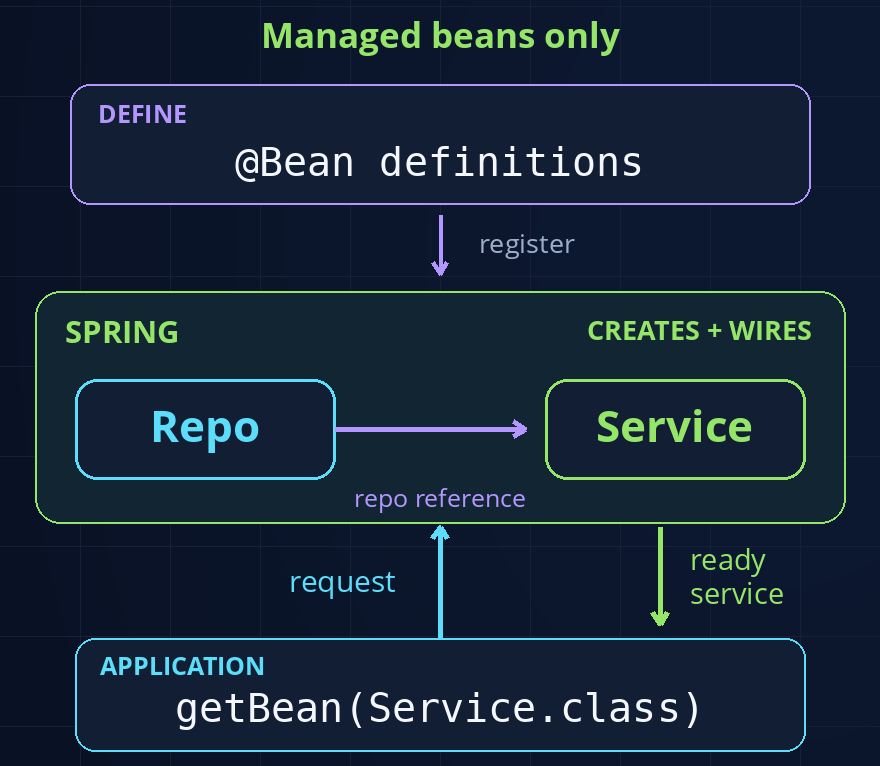 Managed beans only
DEFINE
@Bean definitions
register
SPRING
CREATES + WIRES
Repo
Service
repo reference
request
ready
service
APPLICATION
getBean(Service.class)